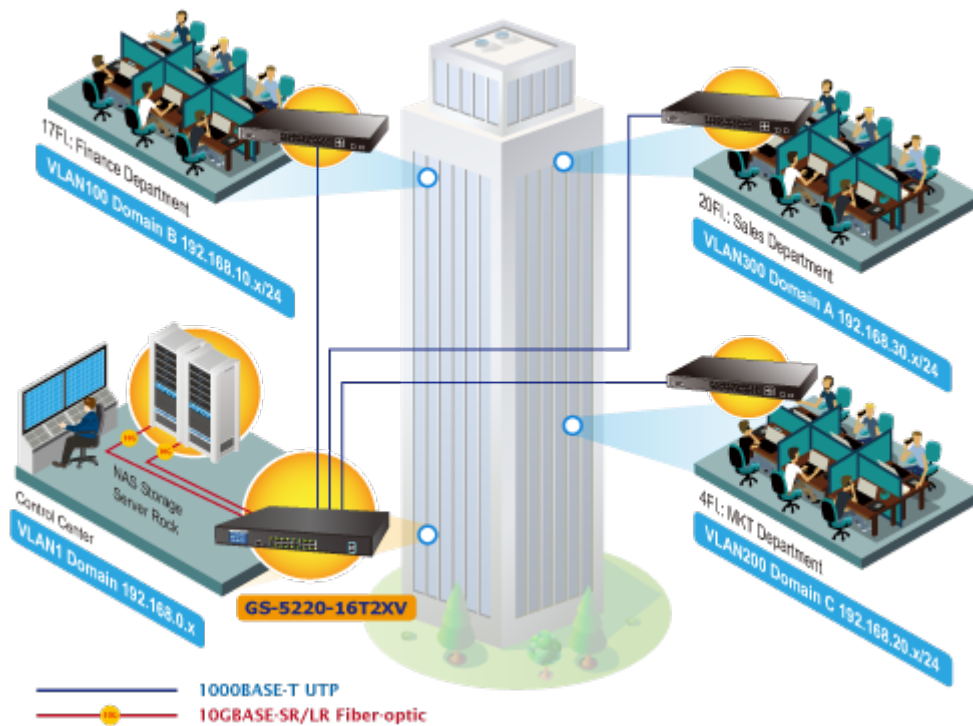 17Fl.: Finance Department
VLAN100 Domain B 192.168.10.x/24
20Fl.: Sales Department
VLAN300 Domain A 192.168.30.x/24
NAS Storage
Server Rock
Control Center
VLAN1 Domain 192.168.0.x
GS-5220-16T2XV
4Fl.: MKT Department
VLAN200 Domain C 192.168.20.x/24
1000BASE-T UTP
10G
10GBASE-SR/LR Fiber-optic